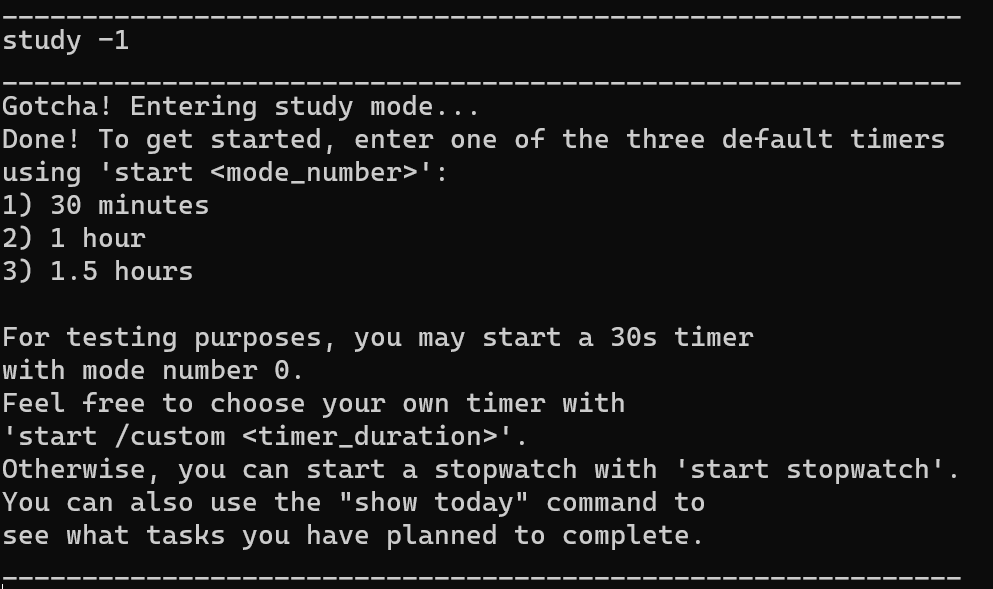 ____________________________________________________________
study -1
____________________________________________________________
Gotcha! Entering study mode...
Done! To get started, enter one of the three default timers
using 'start <mode_number>':
1) 30 minutes
2) 1 hour
3) 1.5 hours

For testing purposes, you may start a 30s timer
with mode number 0.
Feel free to choose your own timer with
'start /custom <timer_duration>'.
Otherwise, you can start a stopwatch with 'start stopwatch'.
You can also use the "show today" command to
see what tasks you have planned to complete.
____________________________________________________________